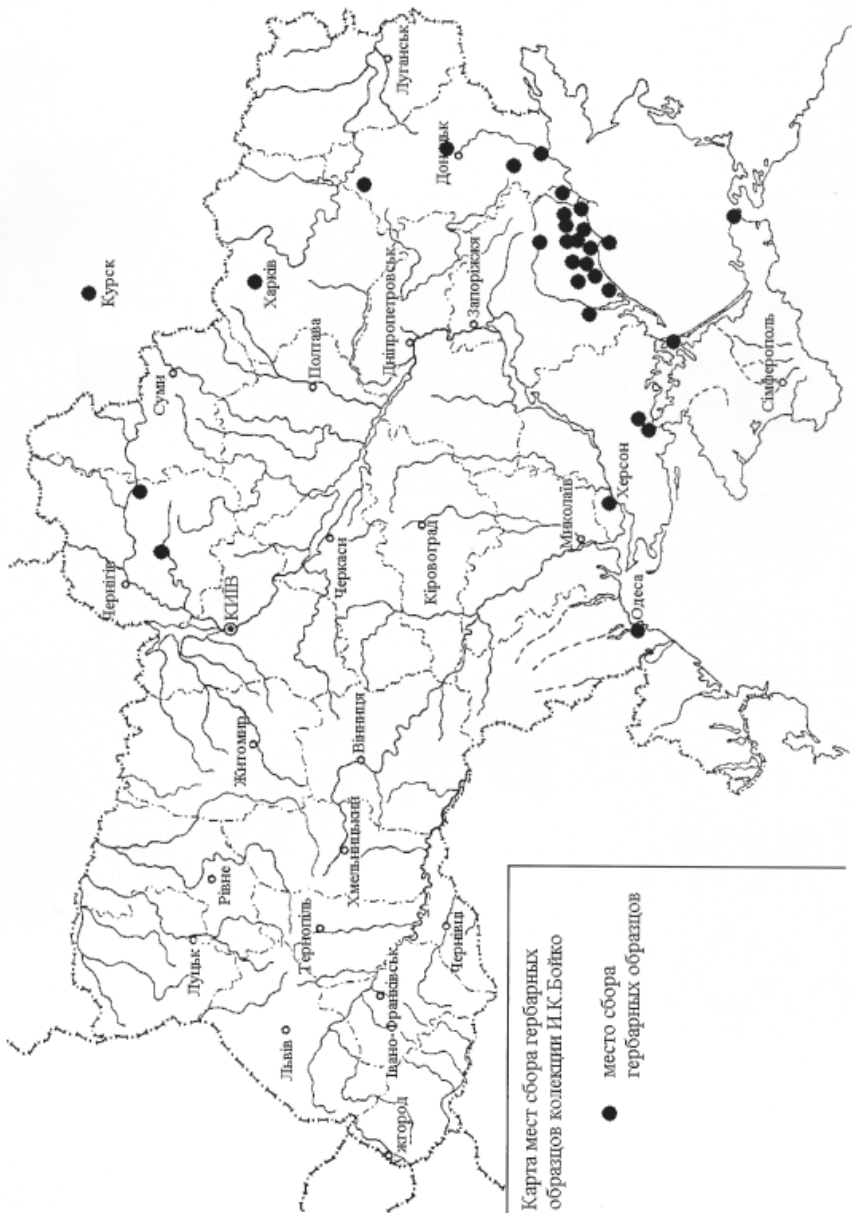 Курск
Чернігів
Суми
Луцьк
Рівне
Житомир
КИЇВ
Харків
Львів
Тернопіль
Хмельницький
Вінниця
Черкаси
Полтава
Луганськ
Ужгород
Івано-Франківськ
Чернівці
Кіровоград
Дніпропетровськ
Донецьк
Запоріжжя
Миколаїв
Херсон
Одеса
Сімферополь
Карта мест сбора гербарных
образцов колекции И.К.Бойко
место сбора
гербарных образцов